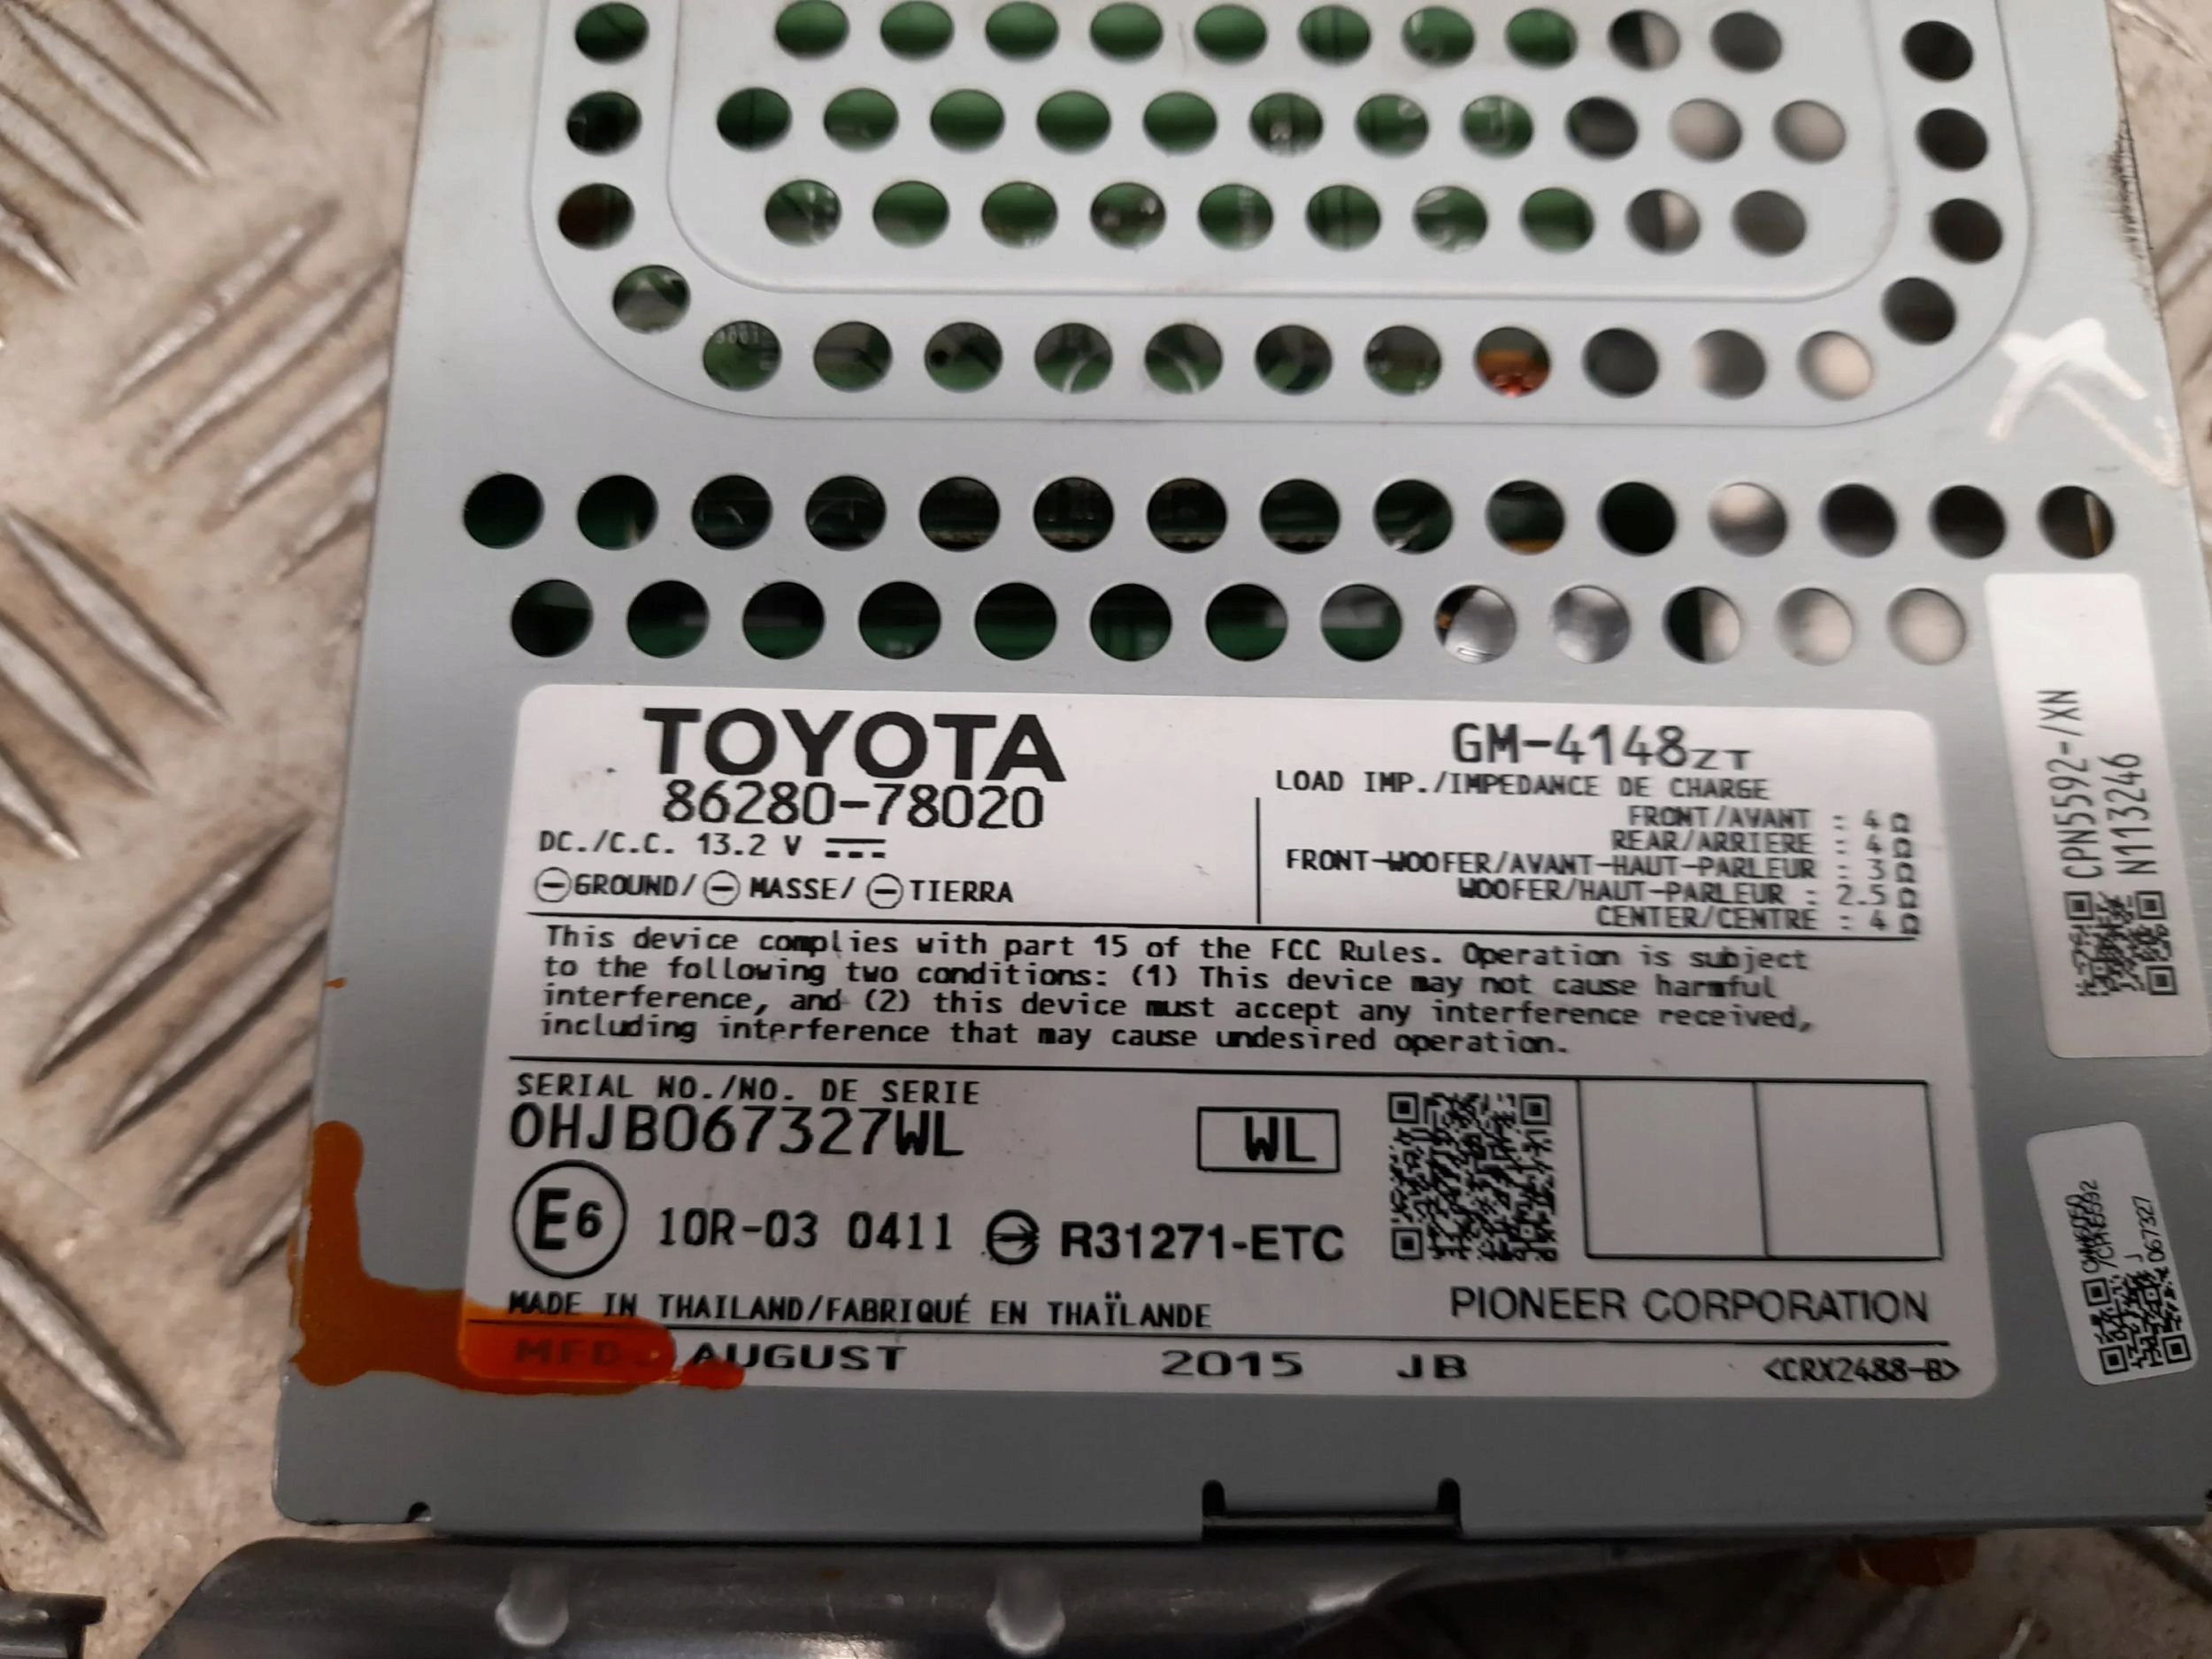 TOYOTA
86280-78020
DC./C.C. 13.2 V
GROUND/ MASSE/ TIERRA
GM-4148ZT
LOAD IMP./IMPEDANCE DE CHARGE
FRONT/AVANT : 4 Ω
REAR/ARRIERE : 4 Ω
FRONT-WOOFER/AVANT-HAUT-PARLEUR : 3 Ω
WOOFER/HAUT-PARLEUR : 2.5 Ω
CENTER/CENTRE : 4 Ω
This device complies with part 15 of the FCC Rules. Operation is subject
to the following two conditions: (1) This device may not cause harmful
interference, and (2) this device must accept any interference received,
including interference that may cause undesired operation.
SERIAL NO./NO. DE SERIE
OHJB067327WL
WL
E6 10R-03 0411 R31271-ETC
MADE IN THAILAND/FABRIQUÉ EN THAÏLANDE
PIONEER CORPORATION
MFD AUGUST 2015 JB <CRX2488-B>
CPN5592-/XN
N113246
/CPN5592
J
067327